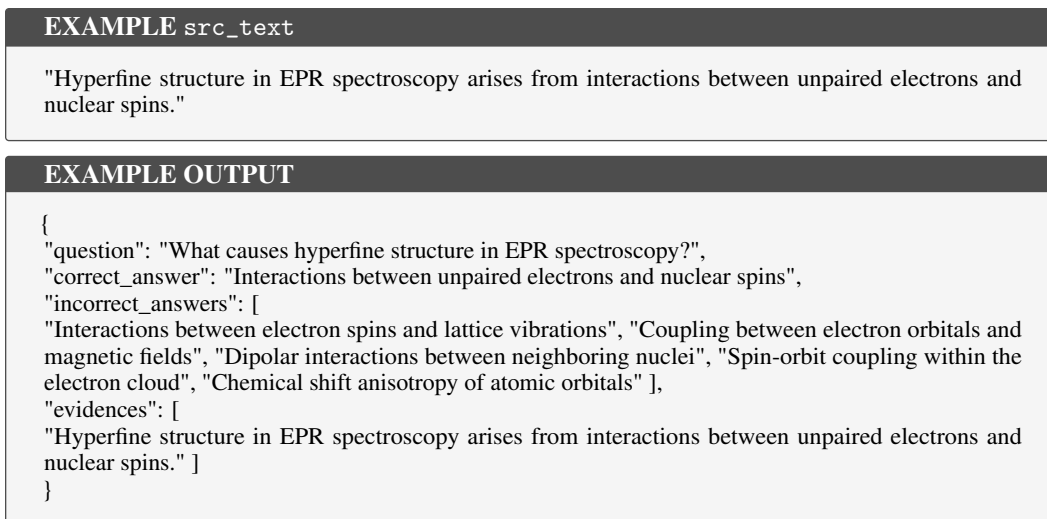 EXAMPLE src_text
"Hyperfine structure in EPR spectroscopy arises from interactions between unpaired electrons and
nuclear spins."
EXAMPLE OUTPUT
{
"question": "What causes hyperfine structure in EPR spectroscopy?",
"correct_answer": "Interactions between unpaired electrons and nuclear spins",
"incorrect_answers": [
"Interactions between electron spins and lattice vibrations", "Coupling between electron orbitals and
magnetic fields", "Dipolar interactions between neighboring nuclei", "Spin-orbit coupling within the
electron cloud", "Chemical shift anisotropy of atomic orbitals" ],
"evidences": [
"Hyperfine structure in EPR spectroscopy arises from interactions between unpaired electrons and
nuclear spins." ]
}